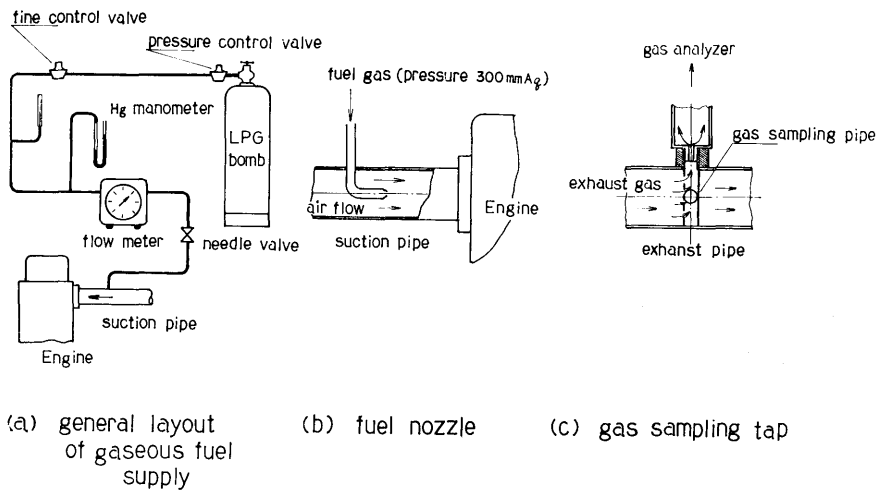 fine control valve
pressure control valve
Hg manometer
LPG
bomb
flow meter
needle valve
suction pipe
Engine
fuel gas (pressure 300mmAq)
air flow
suction pipe
Engine
gas analyzer
gas sampling pipe
exhaust gas
exhanst pipe
(a) general layout
of gaseous fuel
supply
(b) fuel nozzle
(c) gas sampling tap